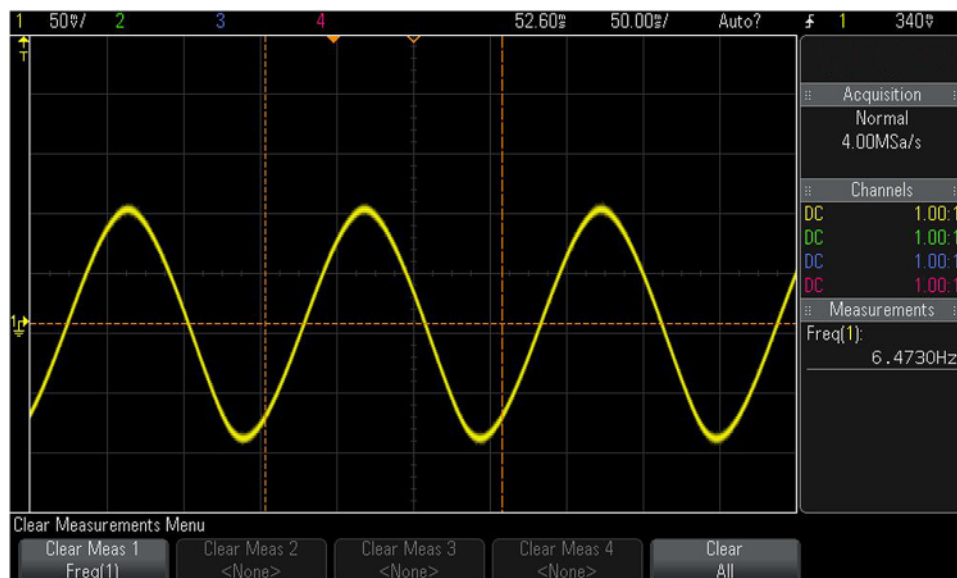 1 50㎷/ 2 3 4 52.60㎳ 50.00㎳/ Auto? 1 340㎷
T
Acquisition
Normal
4.00MSa/s
Channels
DC 1.00:1
DC 1.00:1
DC 1.00:1
DC 1.00:1
1
Measurements
Freq(1):
6.4730Hz
Clear Measurements Menu
Clear Meas 1 Clear Meas 2 Clear Meas 3 Clear Meas 4 Clear
Freq(1) <None> <None> <None> All